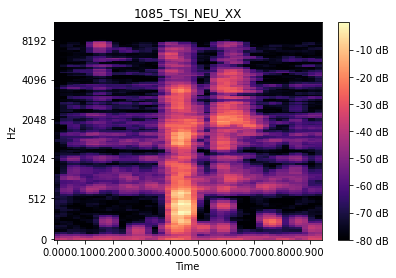 1085_TSI_NEU_XX
8192
4096
2048
1024
512
0
Hz
0.0000.1000.2000.3000.4000.5000.6000.7000.8000.900
Time
-10 dB
-20 dB
-30 dB
-40 dB
-50 dB
-60 dB
-70 dB
-80 dB